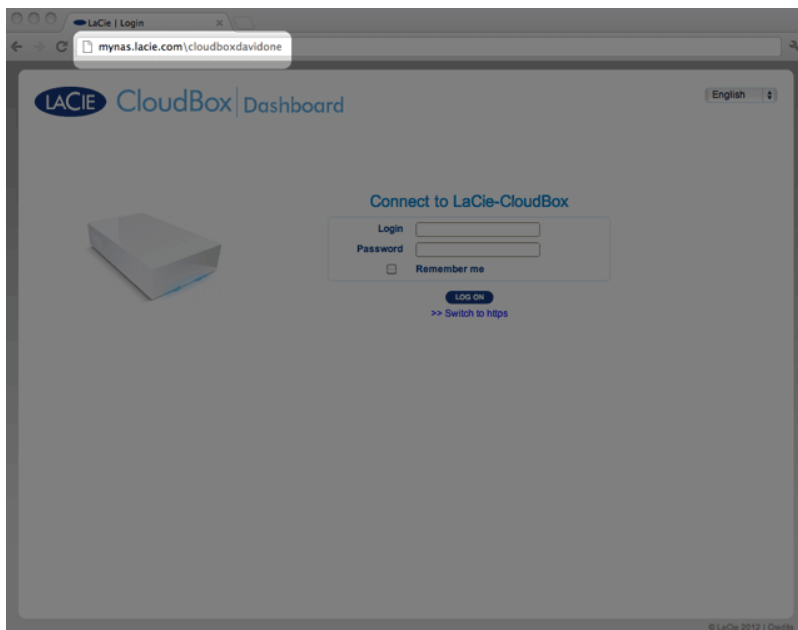 LaCie | Login
mynas.lacie.com\cloudboxdavidone
LACIE CloudBox Dashboard
English
Connect to LaCie-CloudBox
Login
Password
Remember me
LOG ON
>> Switch to https
© LaCie 2012 | Credits